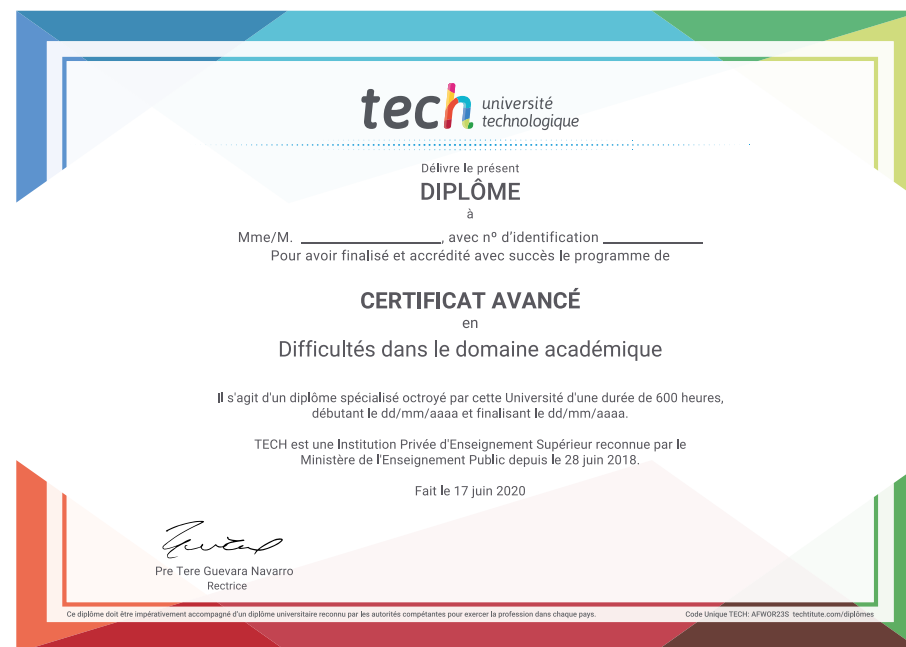 tech université
technologique
Délivre le présent
DIPLÔME
à
Mme/M. ____________________, avec nº d'identification ______________
Pour avoir finalisé et accrédité avec succès le programme de
CERTIFICAT AVANCÉ
en
Difficultés dans le domaine académique
Il s'agit d'un diplôme spécialisé octroyé par cette Université d'une durée de 600 heures,
débutant le dd/mm/aaaa et finalisant le dd/mm/aaaa.
TECH est une Institution Privée d'Enseignement Supérieur reconnue par le
Ministère de l'Enseignement Public depuis le 28 juin 2018.
Fait le 17 juin 2020
Pre Tere Guevara Navarro
Rectrice
Ce diplôme doit être impérativement accompagné d'un diplôme universitaire reconnu par les autorités compétentes pour exercer la profession dans chaque pays.
Code Unique TECH: AFWOR23S techtitute.com/diplômes